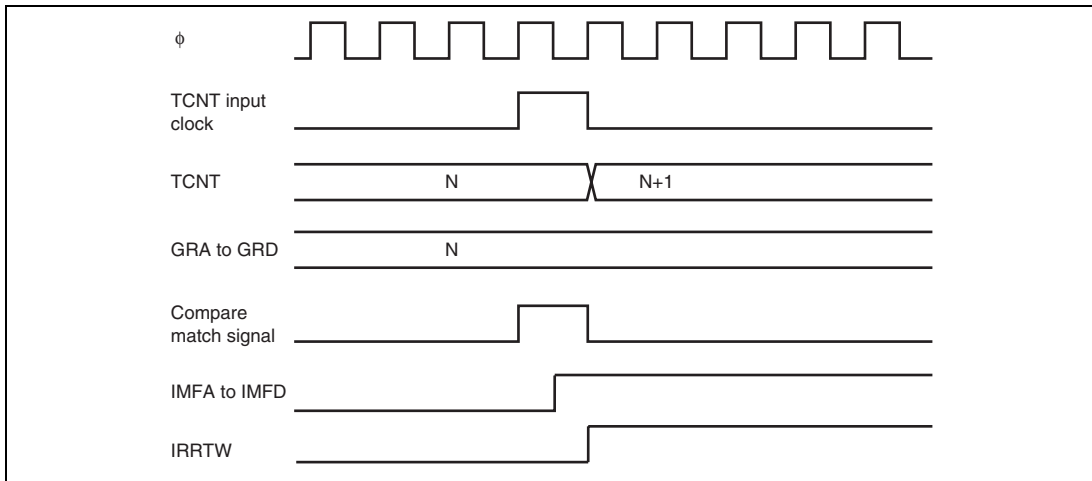 ϕ
TCNT input
clock
TCNT
N
N+1
GRA to GRD
N
Compare
match signal
IMFA to IMFD
IRRTW